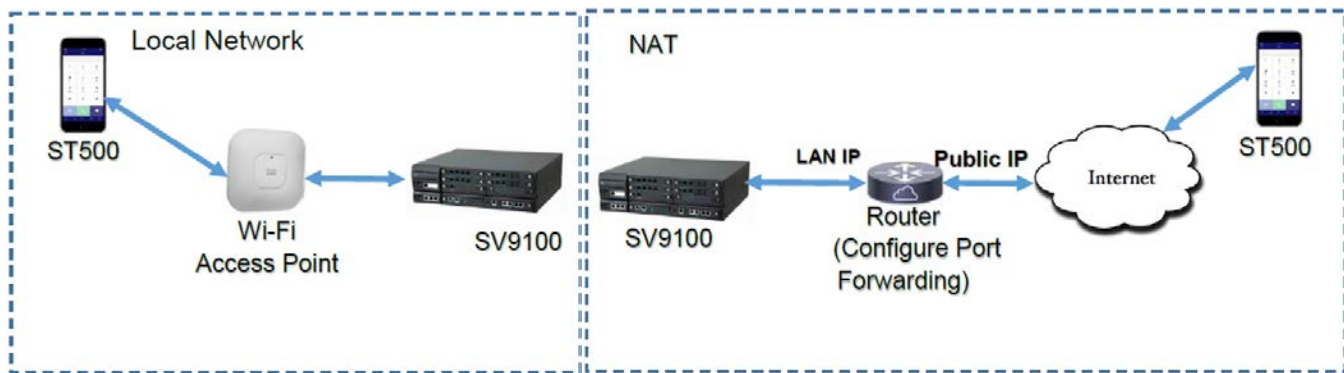 Local Network
ST500
Wi-Fi
Access Point
SV9100
NAT
SV9100
LAN IP
Router
(Configure Port
Forwarding)
Public IP
Internet
ST500